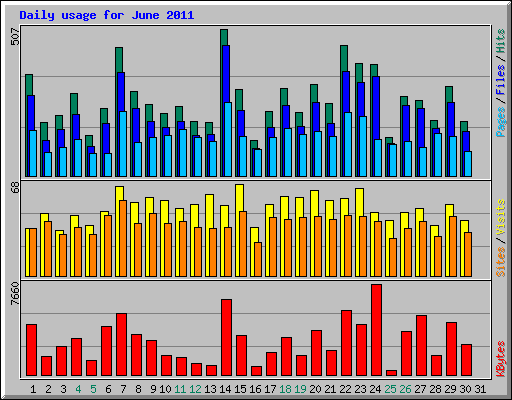 Daily usage for June 2011
507
Pages / Files / Hits
68
Sites / Visits
7660
KBytes
1 2 3 4 5 6 7 8 9 10 11 12 13 14 15 16 17 18 19 20 21 22 23 24 25 26 27 28 29 30 31